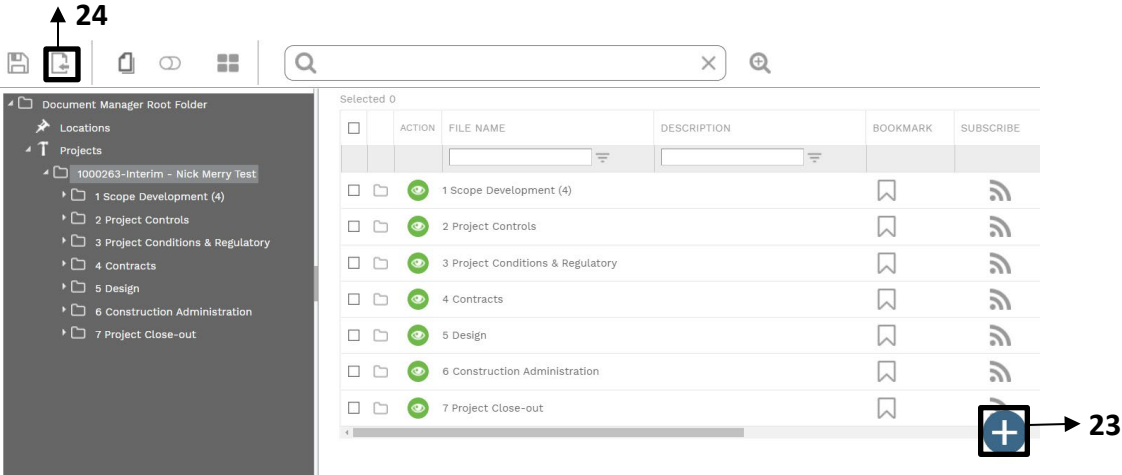 24
Document Manager Root Folder
Locations
Projects
1000263-Interim - Nick Merry Test
1 Scope Development (4)
2 Project Controls
3 Project Conditions & Regulatory
4 Contracts
5 Design
6 Construction Administration
7 Project Close-out
Selected 0
ACTION FILE NAME DESCRIPTION BOOKMARK SUBSCRIBE
1 Scope Development (4)
2 Project Controls
3 Project Conditions & Regulatory
4 Contracts
5 Design
6 Construction Administration
7 Project Close-out
23